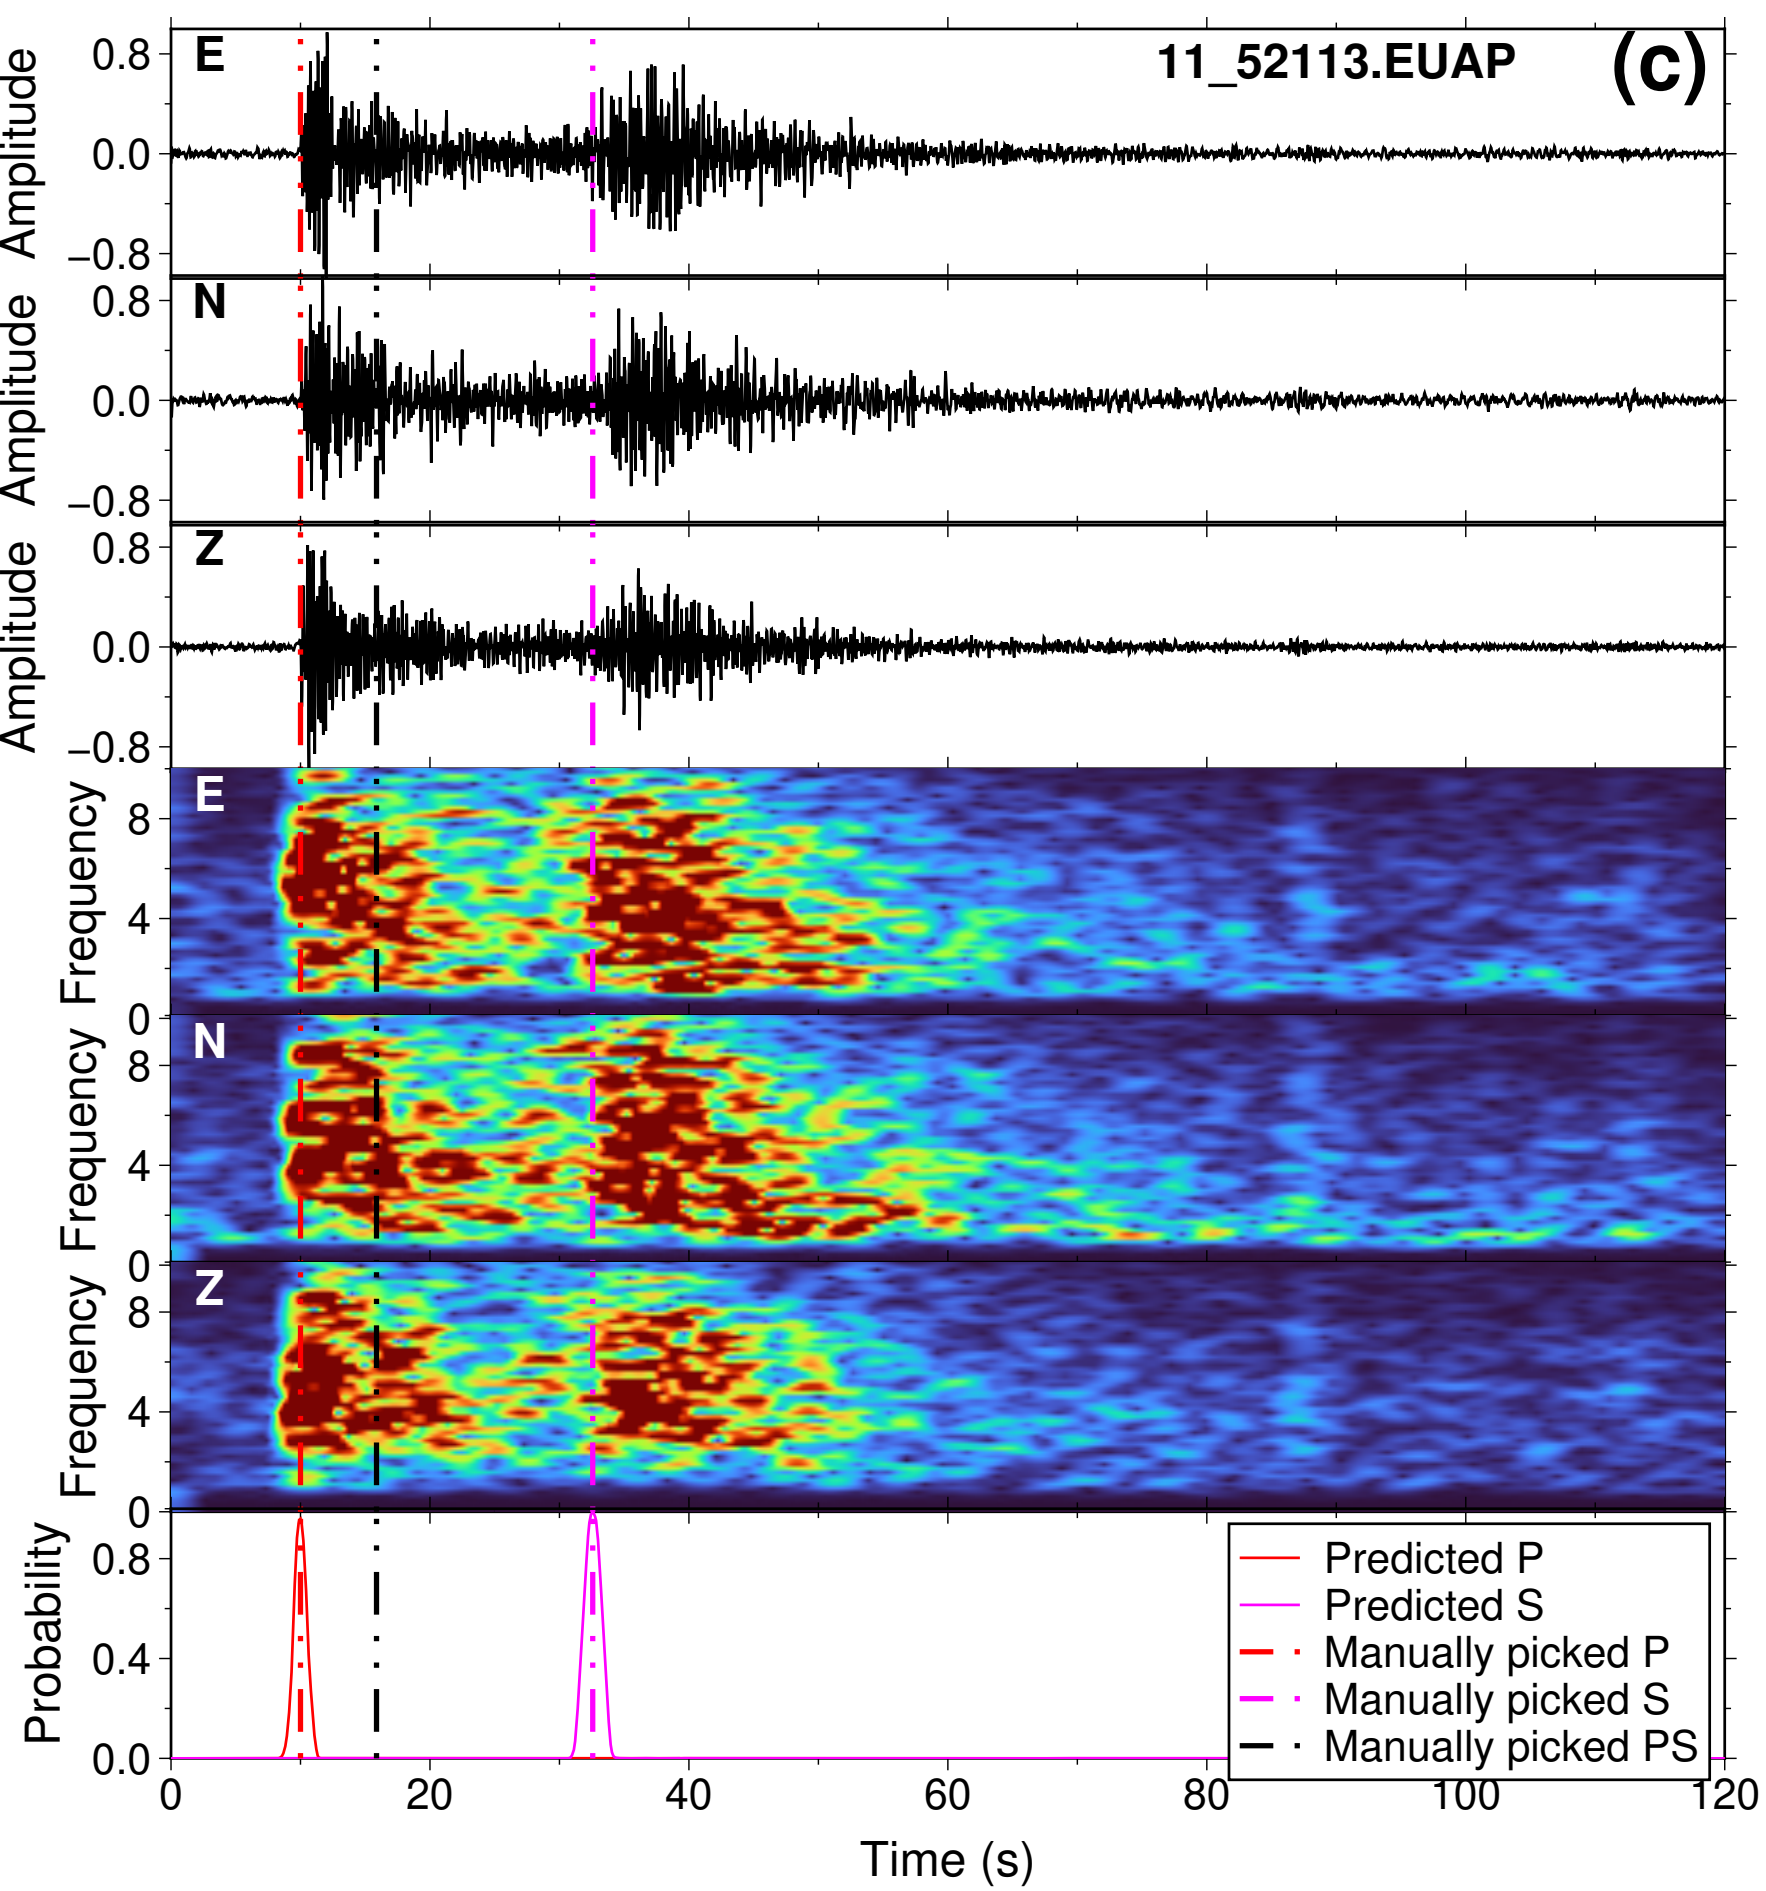 E
11_52113.EUAP
(c)
Amplitude
0.8
0.0
−0.8
N
Amplitude
0.8
0.0
−0.8
Z
Amplitude
0.8
0.0
−0.8
E
Frequency
8
4
0
N
Frequency
8
4
0
Z
Frequency
8
4
0
Probability
0.8
0.4
0.0
Predicted P
Predicted S
Manually picked P
Manually picked S
Manually picked PS
0 20 40 60 80 100 120
Time (s)